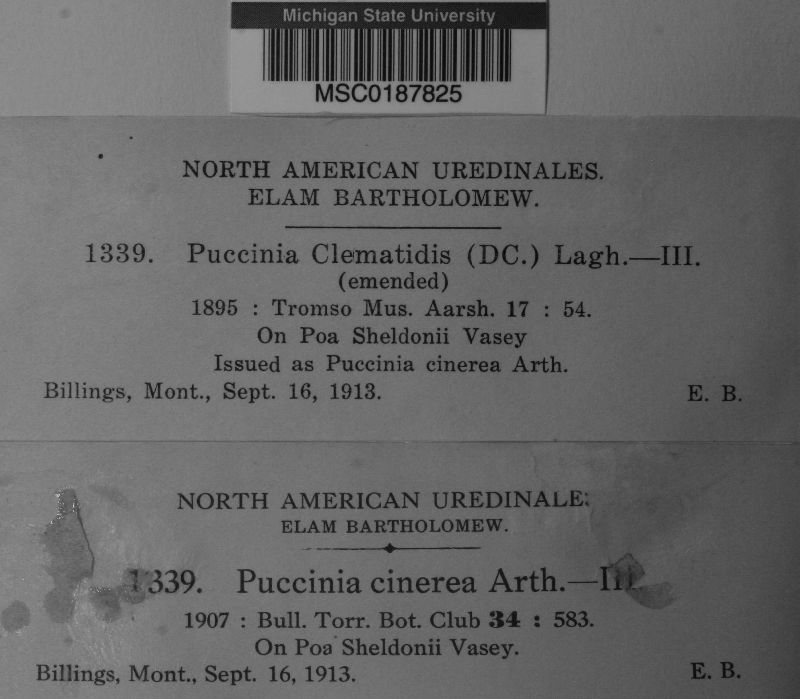 Michigan State University
MSC0187825
NORTH AMERICAN UREDINALES.
ELAM BARTHOLOMEW.
1339. Puccinia Clematidis (DC.) Lagh.—III.
(emended)
1895 : Tromso Mus. Aarsh. 17 : 54.
On Poa Sheldonii Vasey
Issued as Puccinia cinerea Arth.
Billings, Mont., Sept. 16, 1913. E. B.
NORTH AMERICAN UREDINALE
ELAM BARTHOLOMEW.
1339. Puccinia cinerea Arth.—III.
1907 : Bull. Torr. Bot. Club 34 : 583.
On Poa Sheldonii Vasey.
Billings, Mont., Sept. 16, 1913. E. B.